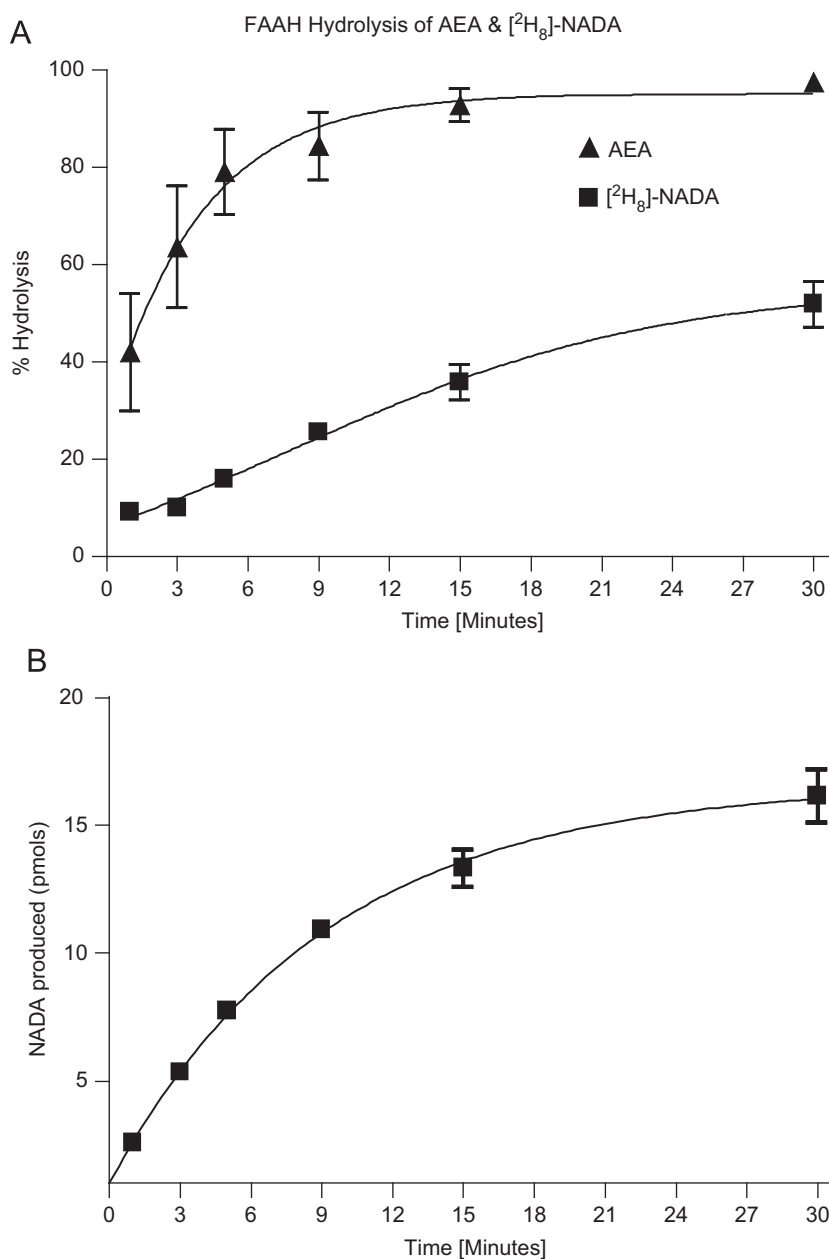 A
FAAH Hydrolysis of AEA & [²H₈]-NADA
100
80
60
40
20
0
% Hydrolysis
AEA
[²H₈]-NADA
0 3 6 9 12 15 18 21 24 27 30
Time [Minutes]
B
20
15
10
5
NADA produced (pmols)
0 3 6 9 12 15 18 21 24 27 30
Time [Minutes]